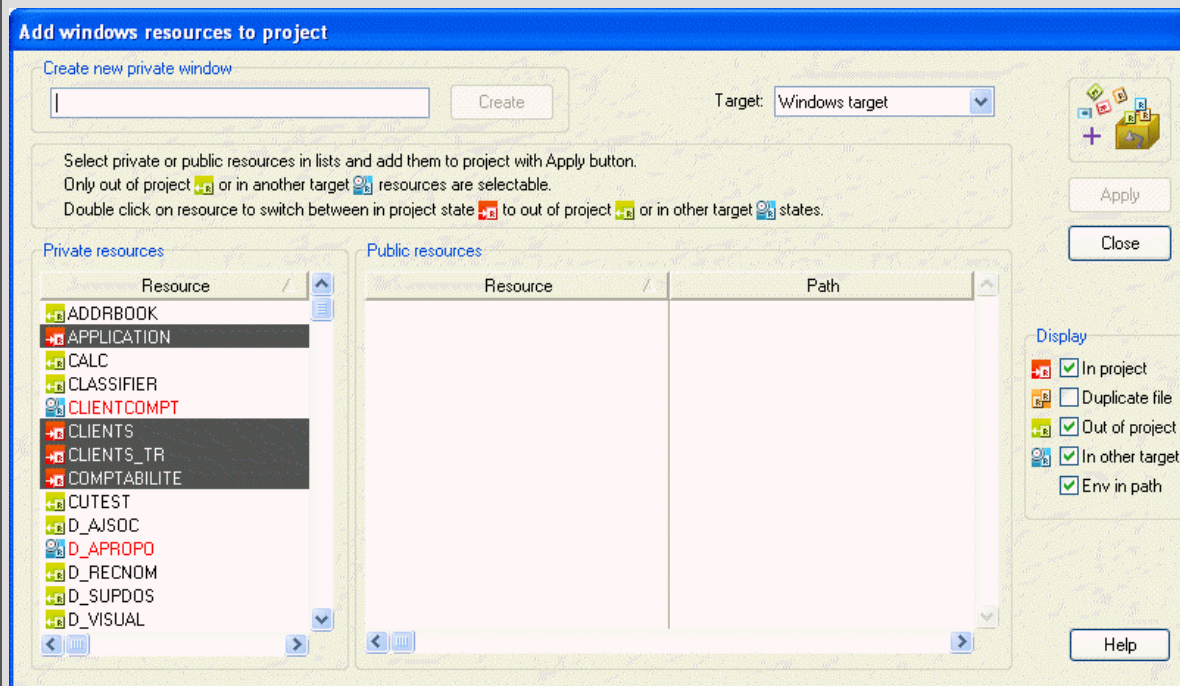 Add windows resources to project
Create new private window
Create
Target: Windows target
Select private or public resources in lists and add them to project with Apply button.
Only out of project R or in another target R resources are selectable.
Double click on resource to switch between in project state R to out of project R or in other target R states.
Apply
Close
Private resources
Public resources
Resource
Resource Path
ADDRBOOK
APPLICATION
CALC
CLASSIFIER
CLIENTCOMPT
CLIENTS
CLIENTS_TR
COMPTABILITE
CUTEST
D_AJSOC
D_APROPO
D_RECNOM
D_SUPDOS
D_VISUAL
Display
In project
Duplicate file
Out of project
In other target
Env in path
Help